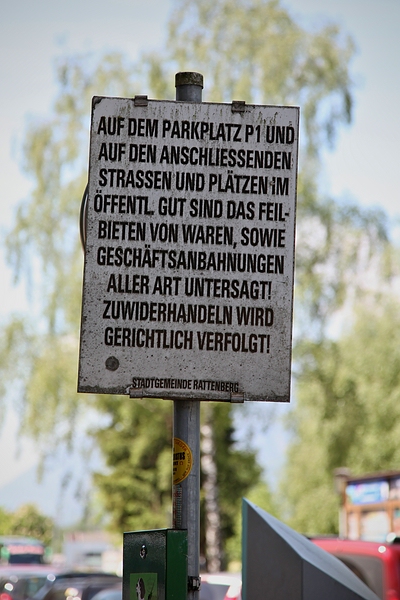 AUF DEM PARKPLATZ P1 UND
AUF DEN ANSCHLIESSENDEN
STRASSEN UND PLÄTZEN IM
ÖFFENTL. GUT SIND DAS FEIL-
BIETEN VON WAREN, SOWIE
GESCHÄFTSANBAHNUNGEN
ALLER ART UNTERSAGT!
ZUWIDERHANDELN WIRD
GERICHTLICH VERFOLGT!
STADTGEMEINDE RATTENBERG